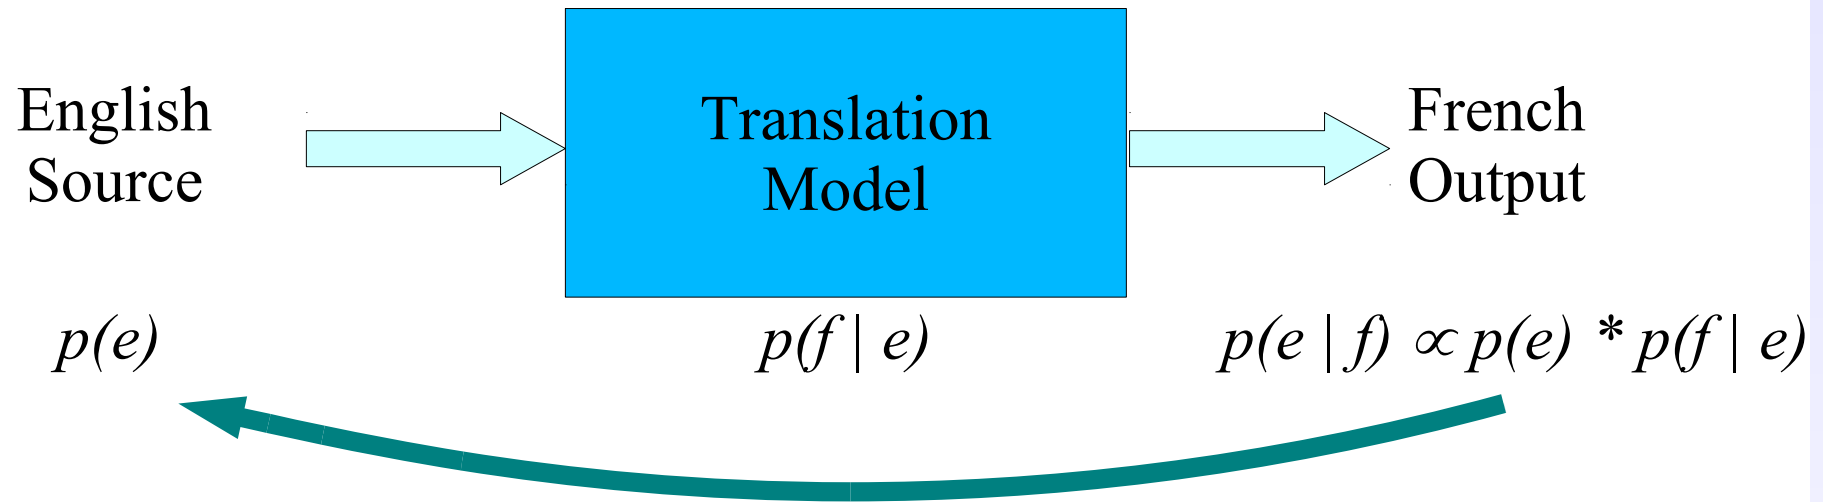 English
Source
Translation
Model
French
Output
p(e)
p(f | e)
p(e | f) ∝ p(e) * p(f | e)